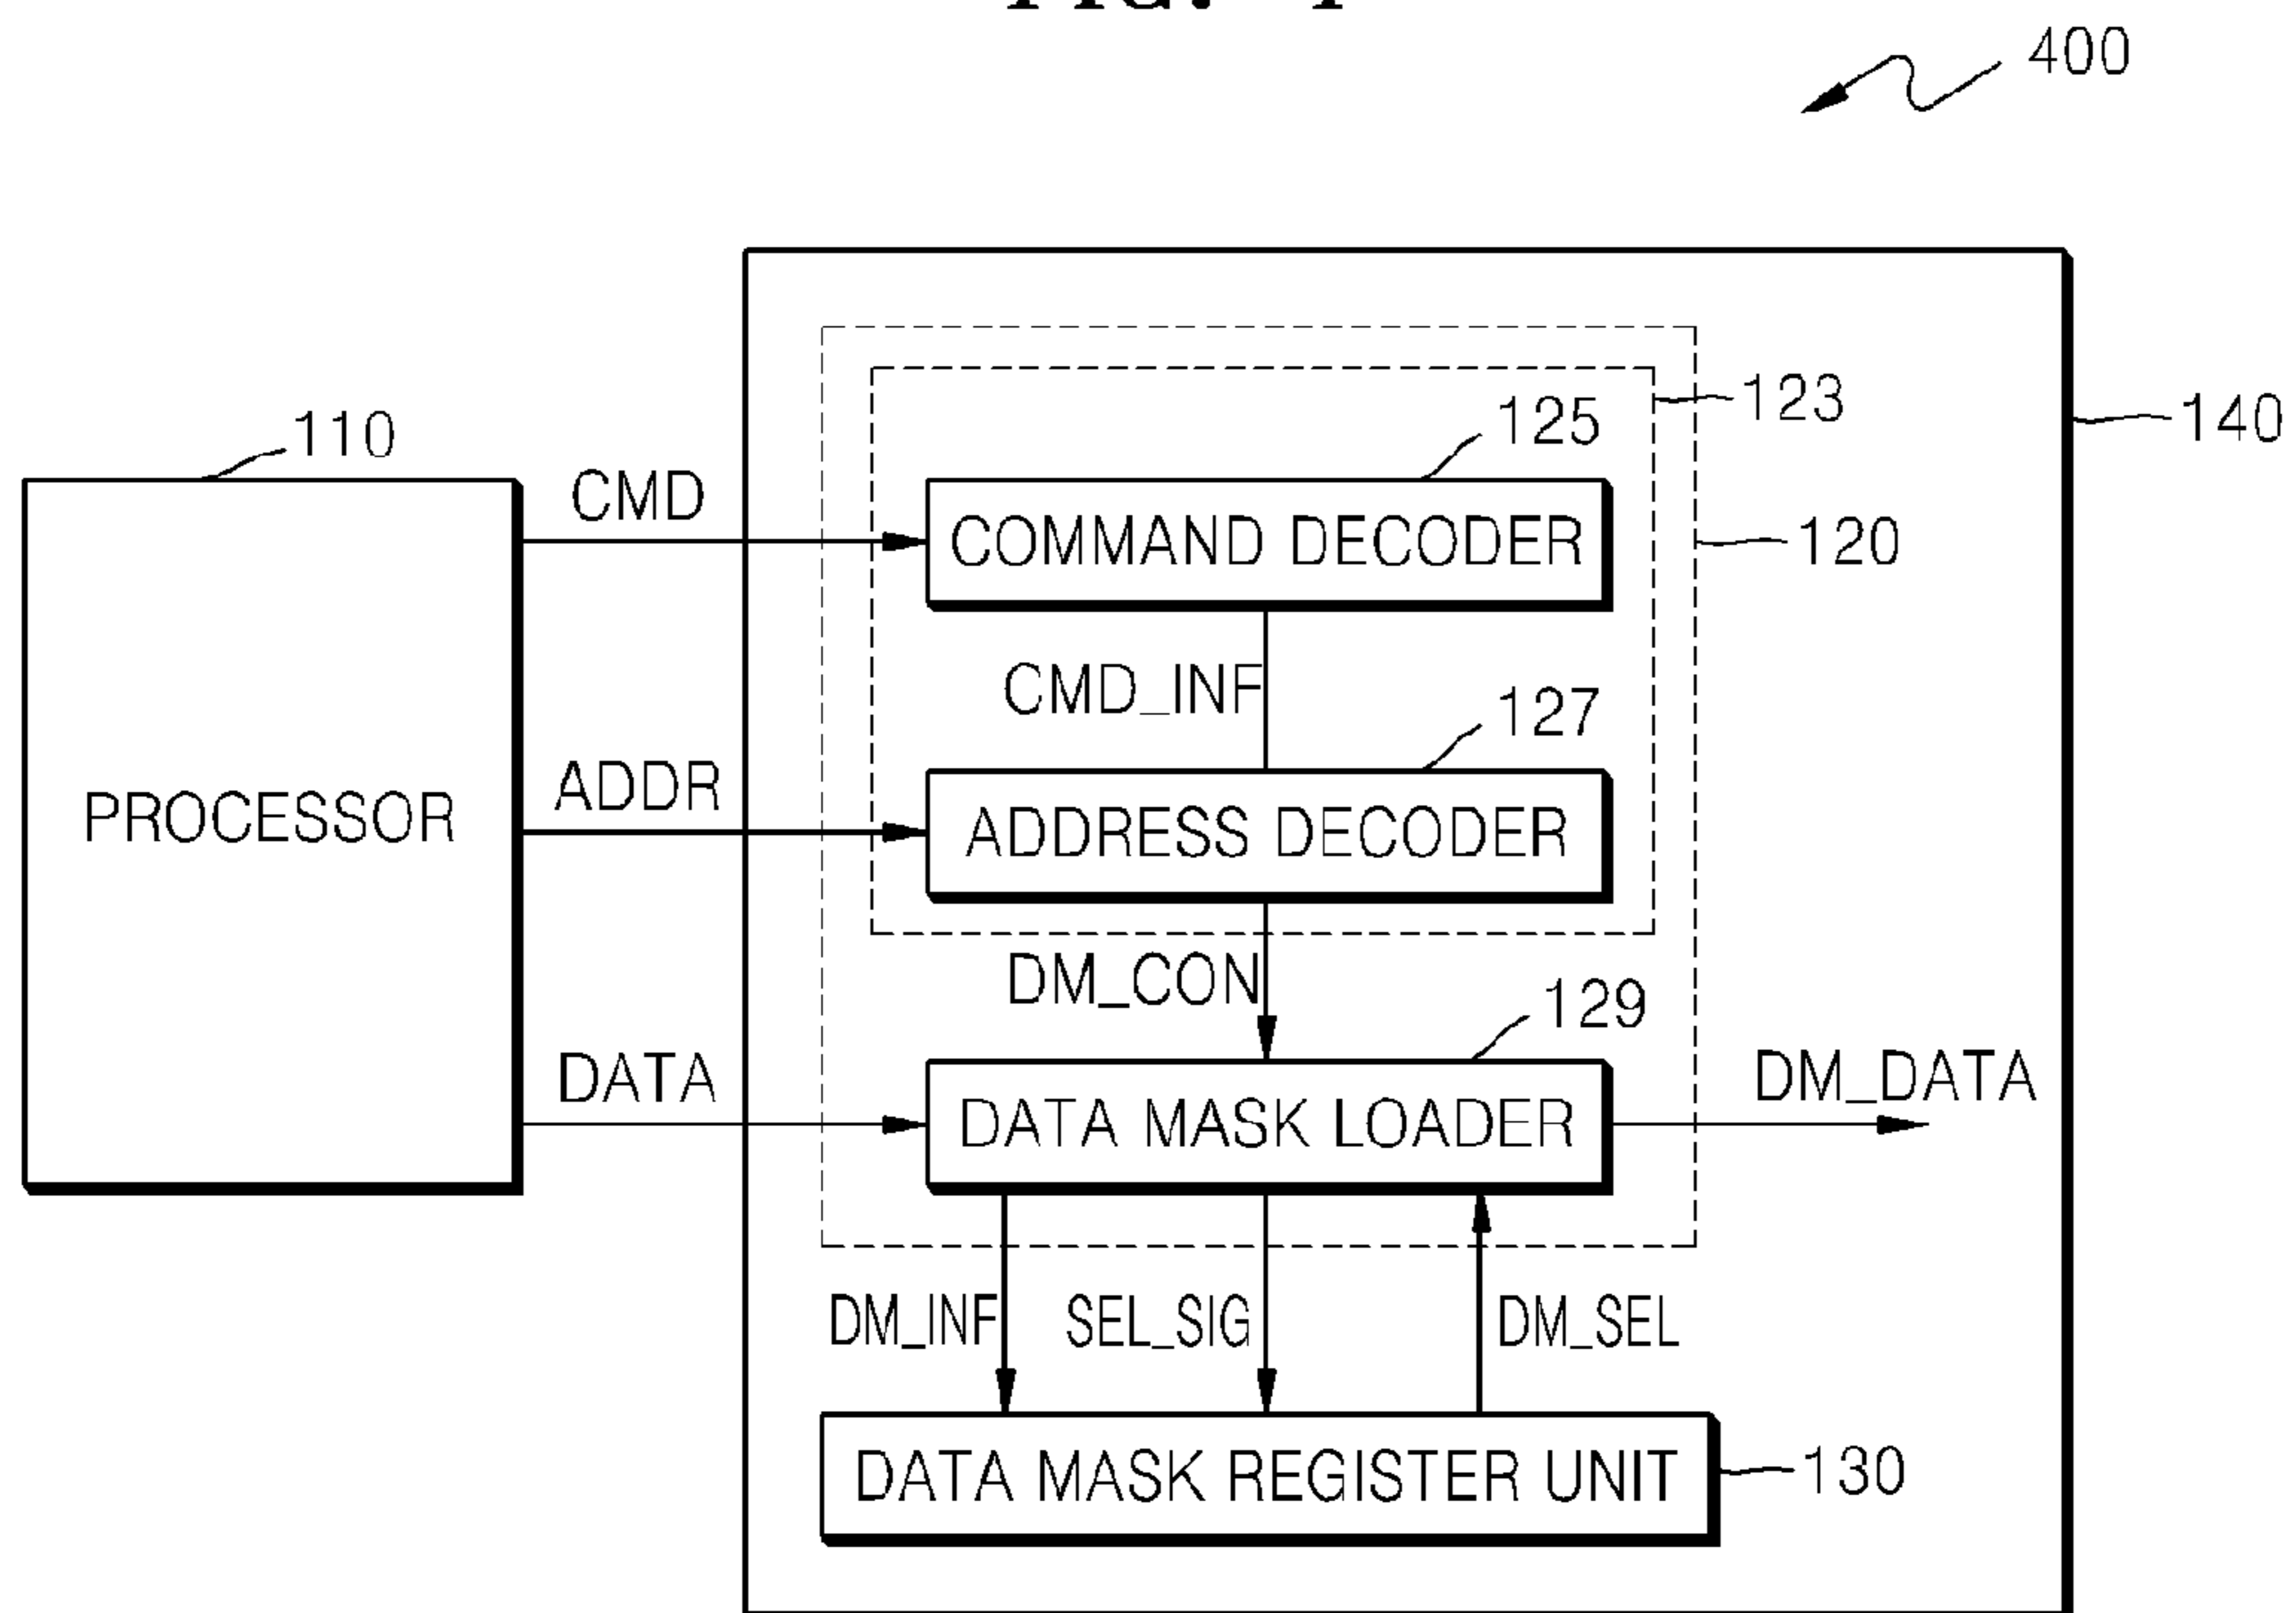 400
140
123
125
110
CMD
COMMAND DECODER
120
CMD_INF
127
ADDR
PROCESSOR
ADDRESS DECODER
DM_CON
129
DATA
DM_DATA
DATA MASK LOADER
DM_INF
SEL_SIG
DM_SEL
DATA MASK REGISTER UNIT
130